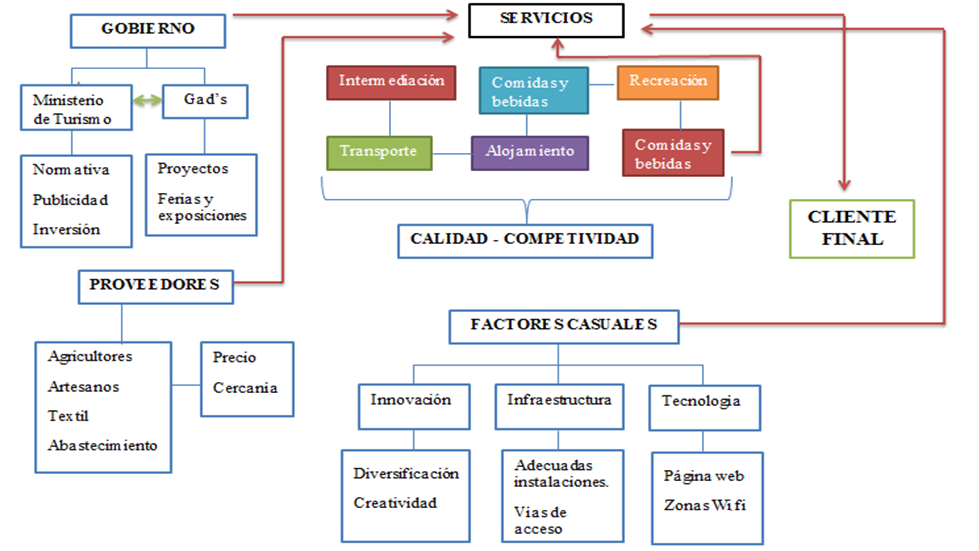 GOBIERNO
SERVICIOS
Ministerio
de Turismo
Gad's
Normativa
Publicidad
Inversión
Proyectos
Ferias y
exposiciones
Intermediación
Comidas y
bebidas
Recreación
Transporte
Alojamiento
Comidas y
bebidas
CALIDAD - COMPETIVIDAD
CLIENTE
FINAL
PROVEEDORES
Agricultores
Artesanos
Textil
Abastecimiento
Precio
Cercanía
FACTORES CASUALES
Innovación
Infraestructura
Tecnología
Diversificación
Creatividad
Adecuadas
instalaciones.
Vías de
acceso
Página web
Zonas Wifi